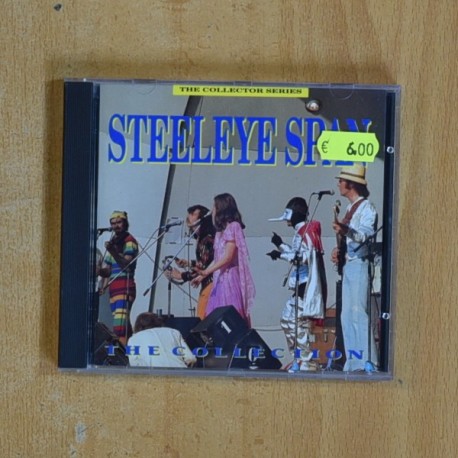 THE COLLECTOR SERIES
STEELEYE SPAN
€ 6.00
THE COLLECTION